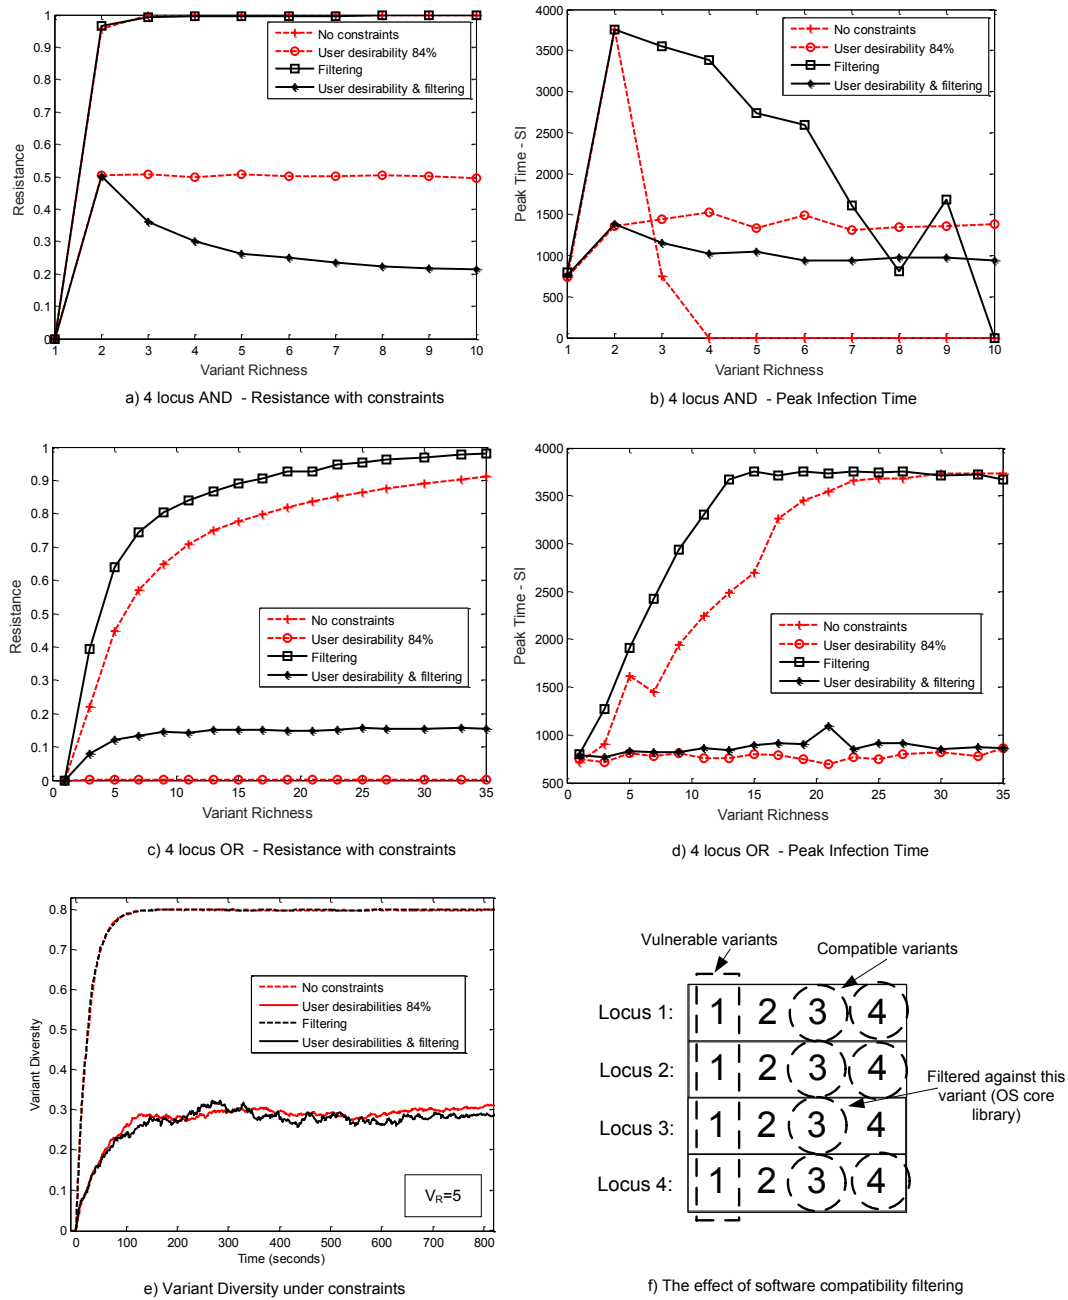 1
0.9
0.8
0.7
0.6
0.5
0.4
0.3
0.2
0.1
0
Resistance
No constraints
User desirability 84%
Filtering
User desirability & filtering
1 2 3 4 5 6 7 8 9 10
Variant Richness
a) 4 locus AND - Resistance with constraints
4000
3500
3000
2500
2000
1500
1000
500
0
Peak Time - SI
No constraints
User desirability 84%
Filtering
User desirability & filtering
1 2 3 4 5 6 7 8 9 10
Variant Richness
b) 4 locus AND - Peak Infection Time
1
0.9
0.8
0.7
0.6
0.5
0.4
0.3
0.2
0.1
0
Resistance
No constraints
User desirability 84%
Filtering
User desirability & filtering
0 5 10 15 20 25 30 35
Variant Richness
c) 4 locus OR - Resistance with constraints
4000
3500
3000
2500
2000
1500
1000
500
Peak Time - SI
No constraints
User desirability 84%
Filtering
User desirability & filtering
0 5 10 15 20 25 30 35
Variant Richness
d) 4 locus OR - Peak Infection Time
0.8
0.7
0.6
0.5
0.4
0.3
0.2
0.1
0
Variant Diversity
No constraints
User desirabilities 84%
Filtering
User desirabilities & filtering
V_R=5
0 100 200 300 400 500 600 700 800
Time (seconds)
e) Variant Diversity under constraints
Vulnerable variants
Compatible variants
Locus 1: 1 2 3 4
Locus 2: 1 2 3 4
Filtered against this
variant (OS core
library)
Locus 3: 1 2 3 4
Locus 4: 1 2 3 4
f) The effect of software compatibility filtering